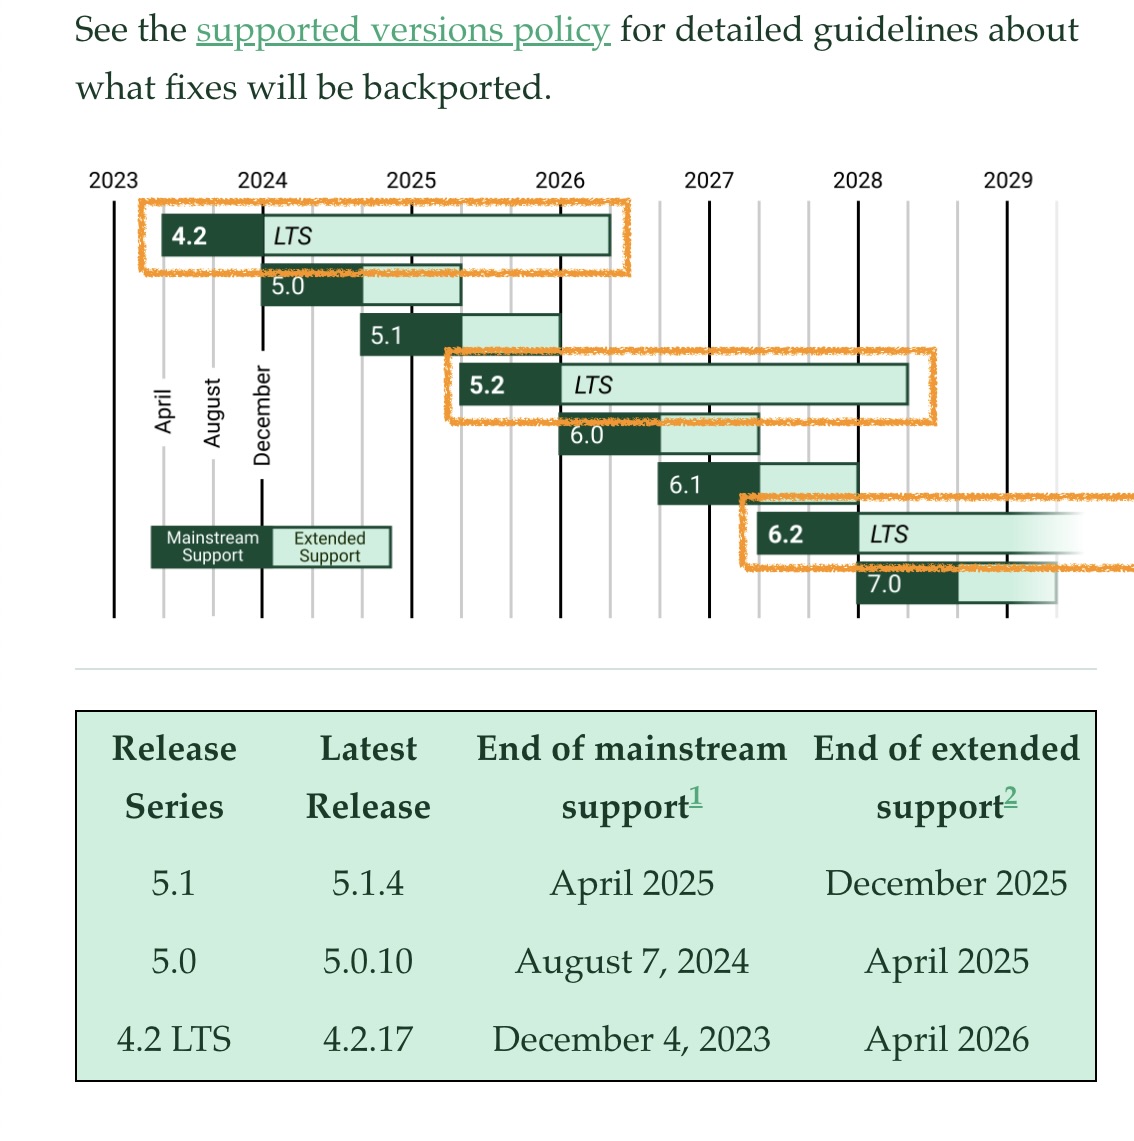 See the supported versions policy for detailed guidelines about
what fixes will be backported.
2023 2024 2025 2026 2027 2028 2029
4.2 LTS
5.0
5.1
5.2 LTS
6.0
6.1
6.2 LTS
7.0
April
August
December
Mainstream Support
Extended Support
Release Series Latest Release End of mainstream support1 End of extended support2
5.1 5.1.4 April 2025 December 2025
5.0 5.0.10 August 7, 2024 April 2025
4.2 LTS 4.2.17 December 4, 2023 April 2026